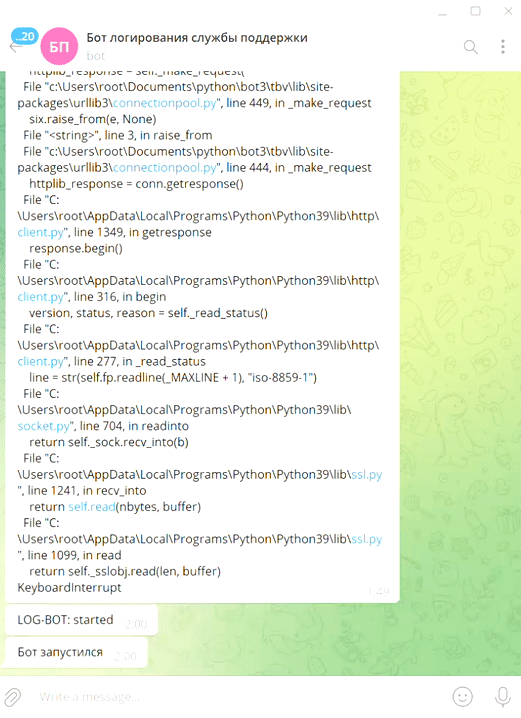 ..20
БП
Бот логирования службы поддержки
bot
httplib_response = self._make_request(
File "c:\Users\root\Documents\python\bot3\tbv\lib\site-
packages\urllib3\connectionpool.py", line 449, in _make_request
six.raise_from(e, None)
File "<string>", line 3, in raise_from
File "c:\Users\root\Documents\python\bot3\tbv\lib\site-
packages\urllib3\connectionpool.py", line 444, in _make_request
httplib_response = conn.getresponse()
File "C:
\Users\root\AppData\Local\Programs\Python\Python39\lib\http\
client.py", line 1349, in getresponse
response.begin()
File "C:
\Users\root\AppData\Local\Programs\Python\Python39\lib\http\
client.py", line 316, in begin
version, status, reason = self._read_status()
File "C:
\Users\root\AppData\Local\Programs\Python\Python39\lib\http\
client.py", line 277, in _read_status
line = str(self.fp.readline(_MAXLINE + 1), "iso-8859-1")
File "C:
\Users\root\AppData\Local\Programs\Python\Python39\lib\
socket.py", line 704, in readinto
return self._sock.recv_into(b)
File "C:
\Users\root\AppData\Local\Programs\Python\Python39\lib\ssl.py
", line 1241, in recv_into
return self.read(nbytes, buffer)
File "C:
\Users\root\AppData\Local\Programs\Python\Python39\lib\ssl.py
", line 1099, in read
return self._sslobj.read(len, buffer)
KeyboardInterrupt
1:49
LOG-BOT: started 2:00
Бот запустился 2:00
Write a message...